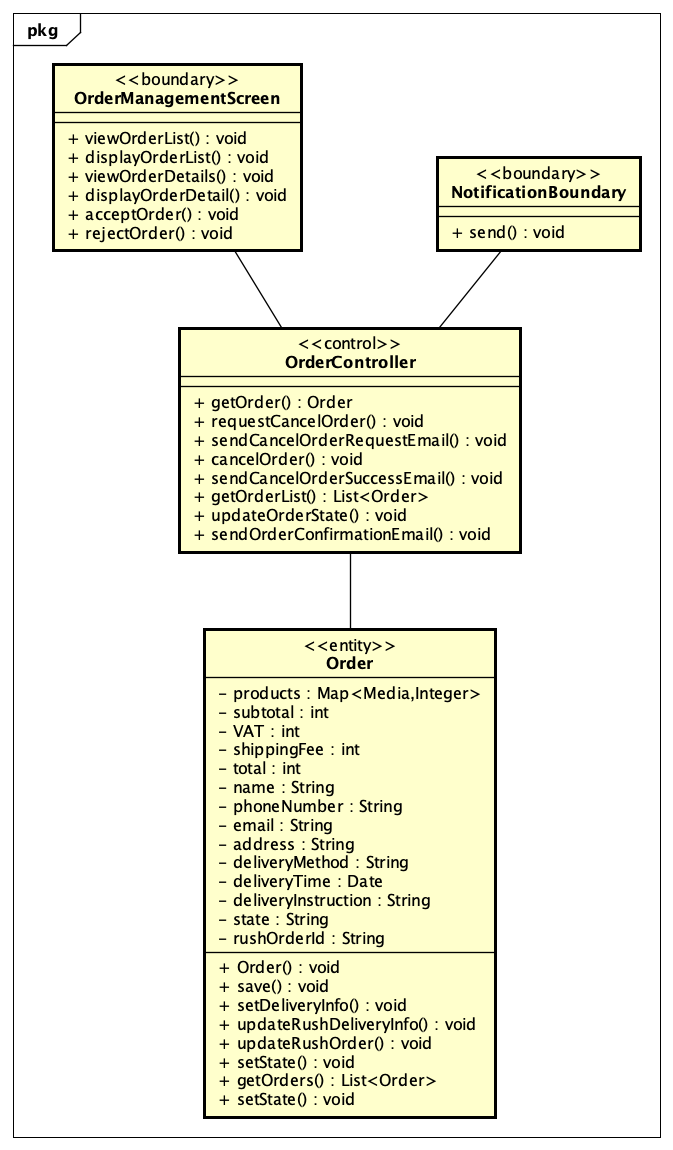 pkg
<<boundary>>
OrderManagementScreen
+ viewOrderList() : void
+ displayOrderList() : void
+ viewOrderDetails() : void
+ displayOrderDetail() : void
+ acceptOrder() : void
+ rejectOrder() : void
<<boundary>>
NotificationBoundary
+ send() : void
<<control>>
OrderController
+ getOrder() : Order
+ requestCancelOrder() : void
+ sendCancelOrderRequestEmail() : void
+ cancelOrder() : void
+ sendCancelOrderSuccessEmail() : void
+ getOrderList() : List<Order>
+ updateOrderState() : void
+ sendOrderConfirmationEmail() : void
<<entity>>
Order
- products : Map<Media,Integer>
- subtotal : int
- VAT : int
- shippingFee : int
- total : int
- name : String
- phoneNumber : String
- email : String
- address : String
- deliveryMethod : String
- deliveryTime : Date
- deliveryInstruction : String
- state : String
- rushOrderId : String
+ Order() : void
+ save() : void
+ setDeliveryInfo() : void
+ updateRushDeliveryInfo() : void
+ updateRushOrder() : void
+ setState() : void
+ getOrders() : List<Order>
+ setState() : void